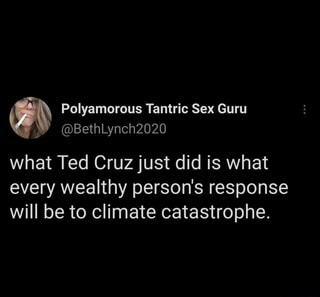 Polyamorous Tantric Sex Guru
@BethLynch2020
what Ted Cruz just did is what
every wealthy person's response
will be to climate catastrophe.